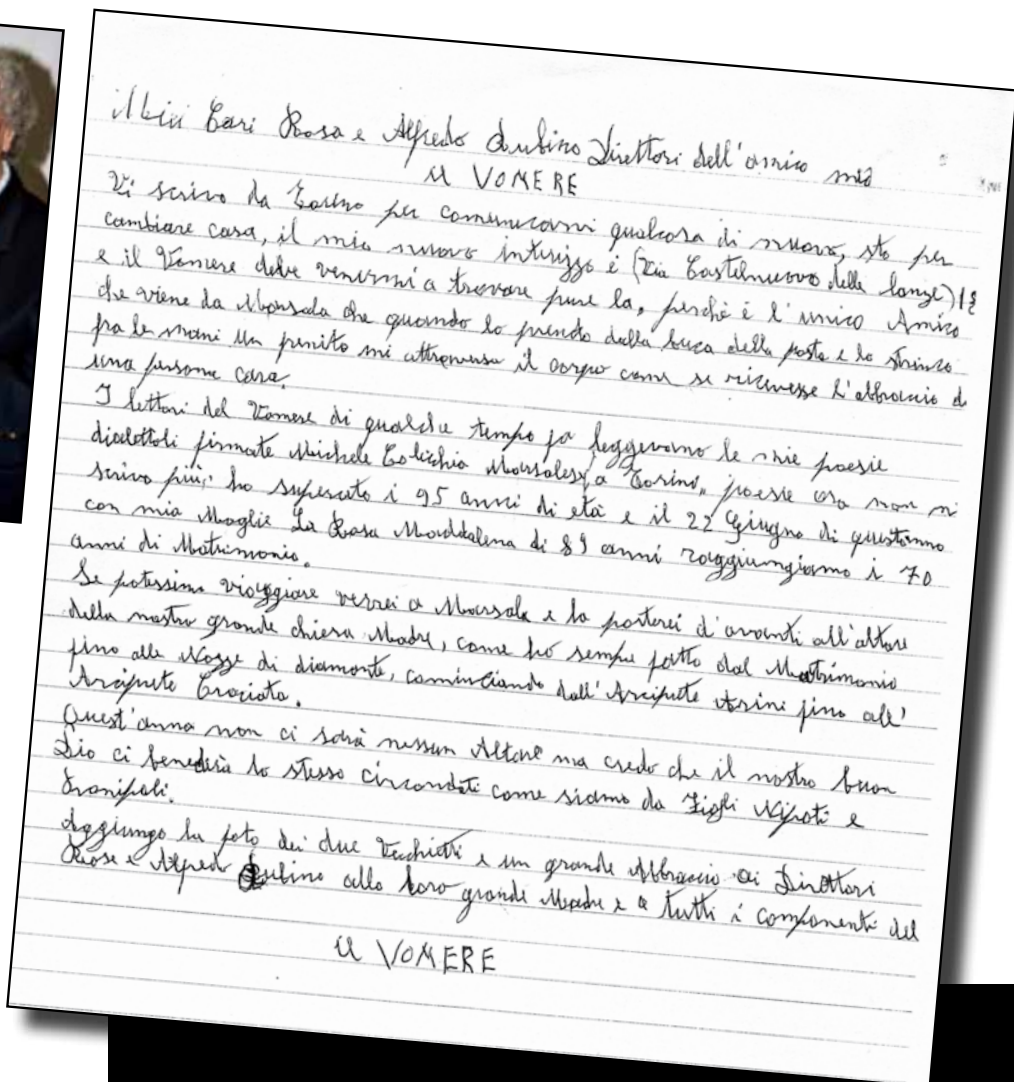 Miei Cari Rosa e Alfredo Rubino Direttori dell'amico mio
IL VOMERE
Vi scrivo da Torino per comunicarvi qualcosa di nuovo, sto per
cambiare casa, il mio nuovo intirizzo è (Via Castelnuovo delle lanze) 18
e il Vomere deve venirmi a trovare pure la, perchè è l'unico Amico
che viene da Marsala che quando lo prendo dalla buca della posta e lo stringo
fra le mani un fremito mi attraversa il corpo come se ricevesse l'abbraccio di
una persona cara.
I lettori del Vomere di qualche tempo fa leggevano le mie poesie
dialettali firmate Michele Marsalese a Torino, poesie ora non ni
scrivo più; ho superato i 95 anni di età e il 22 Giugno di quest'anno
con mia Moglie La Rosa Maddalena di 89 anni raggiungiamo i 70
anni di Matrimonio.
Se potessimo viaggiare verrei a Marsala e la porterei d'avanti all'altare
della nostra grande chiesa Madre, come hò sempre fatto dal Matrimonio
fino alle Nozze di diamante, cominciando dall'Arciprete Arini fino all'
Arciprete Crociata.
Quest'anno non ci sarà nessun Altare ma credo che il nostro buon
Dio ci benedirà lo stesso circondati come siamo da Figli Nipoti e
Pronipoti.
Aggiungo la foto dei due Vecchietti e un grande Abbraccio ai Direttori
Rosa e Alfredo Rubino alla loro grande Madre e a tutti i componenti del
IL VOMERE